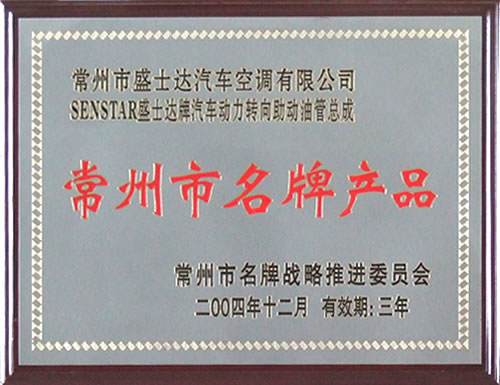 常州市盛士达汽车空调有限公司
SENSTAR盛士达牌汽车动力转向助动油管总成
常州市名牌产品
常州市名牌战略推进委员会
二〇〇四年十二月 有效期:三年